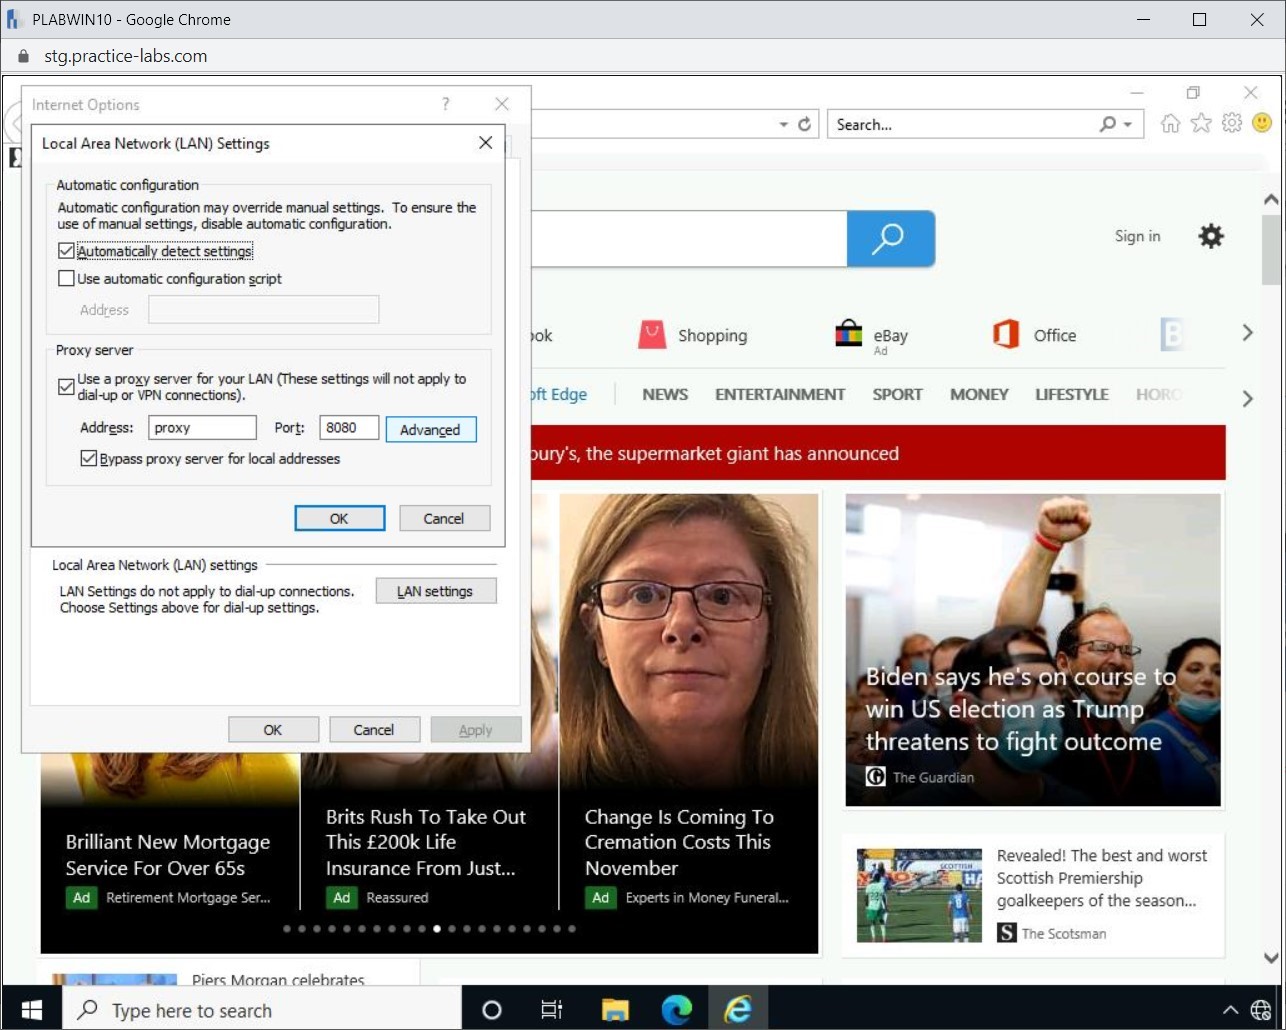 PLABWIN10 - Google Chrome
stg.practice-labs.com
Internet Options
?
Local Area Network (LAN) Settings
Automatic configuration
Automatic configuration may override manual settings. To ensure the
use of manual settings, disable automatic configuration.
Automatically detect settings
Use automatic configuration script
Address
Proxy server
Use a proxy server for your LAN (These settings will not apply to
dial-up or VPN connections).
Address: proxy Port: 8080 Advanced
Bypass proxy server for local addresses
OK Cancel
Local Area Network (LAN) settings
LAN Settings do not apply to dial-up connections.
Choose Settings above for dial-up settings.
LAN settings
OK Cancel Apply
Search...
Sign in
ook
Shopping
eBay
Ad
Office
oft Edge
NEWS ENTERTAINMENT SPORT MONEY LIFESTYLE HORO
bury's, the supermarket giant has announced
Brilliant New Mortgage
Service For Over 65s
Ad Retirement Mortgage Ser...
Brits Rush To Take Out
This £200k Life
Insurance From Just...
Ad Reassured
Change Is Coming To
Cremation Costs This
November
Ad Experts in Money Funeral...
Biden says he's on course to
win US election as Trump
threatens to fight outcome
The Guardian
Revealed! The best and worst
Scottish Premiership
goalkeepers of the season...
The Scotsman
Piers Morgan celebrates
Type here to search